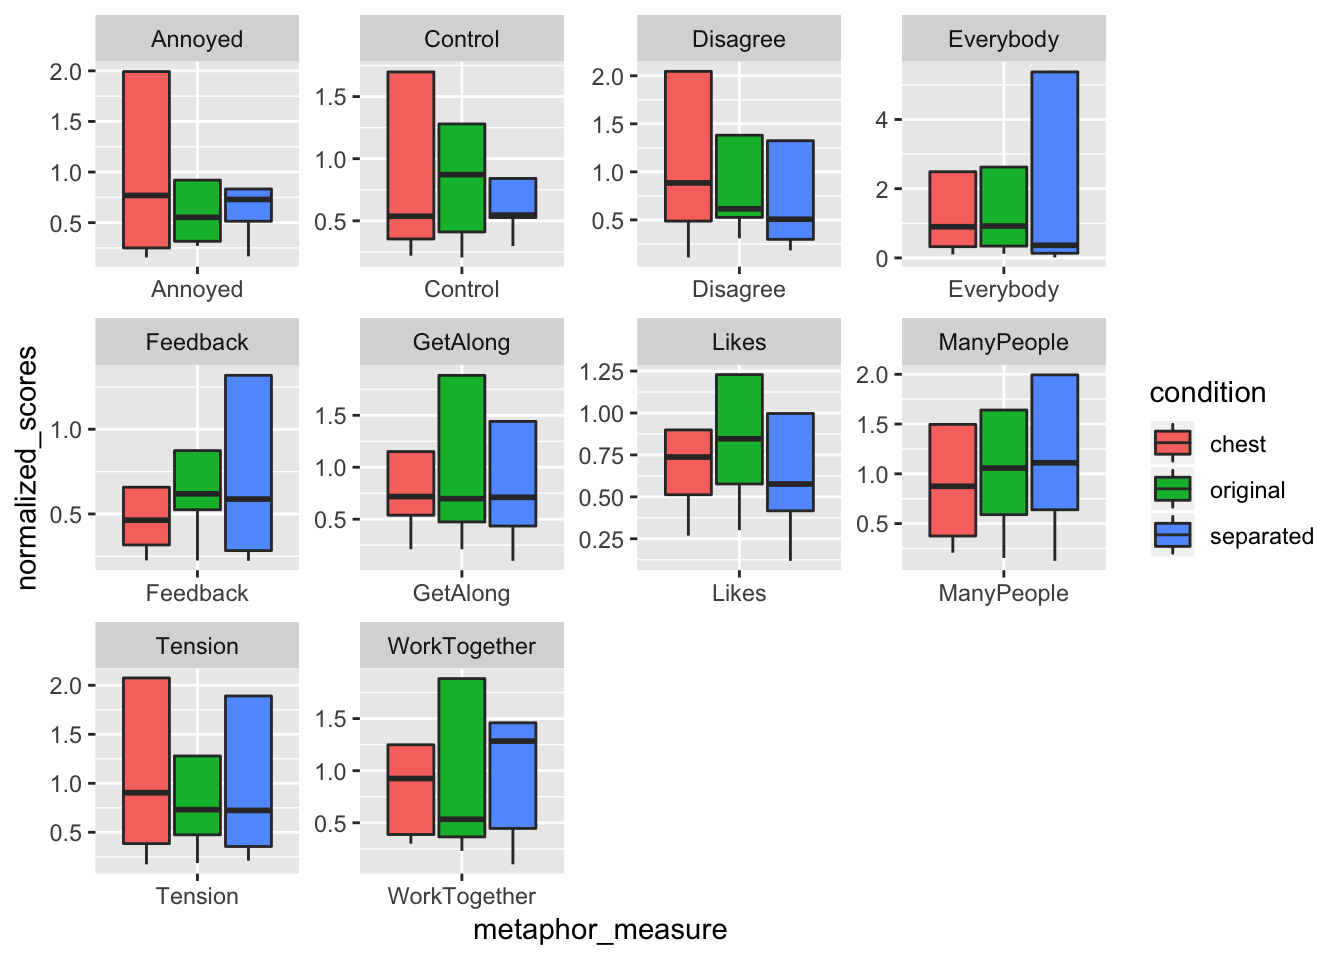 Annoyed Control Disagree Everybody
2.0
1.5
1.0
0.5
1.5
1.0
0.5
2.0
1.5
1.0
0.5
4
2
0
Annoyed Control Disagree Everybody
Feedback GetAlong Likes ManyPeople
1.0
0.5
1.5
1.0
0.5
1.25
1.00
0.75
0.50
0.25
2.0
1.5
1.0
0.5
Feedback GetAlong Likes ManyPeople
Tension WorkTogether
2.0
1.5
1.0
0.5
1.5
1.0
0.5
Tension WorkTogether
metaphor_measure
normalized_scores
condition
chest
original
separated